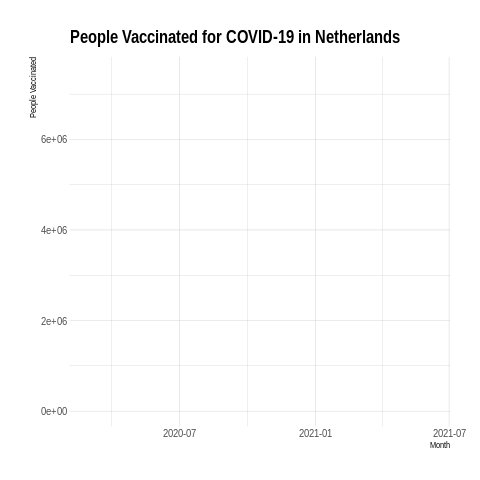 People Vaccinated for COVID-19 in Netherlands
People Vaccinated
6e+06
4e+06
2e+06
0e+00
2020-07 2021-01 2021-07
Month